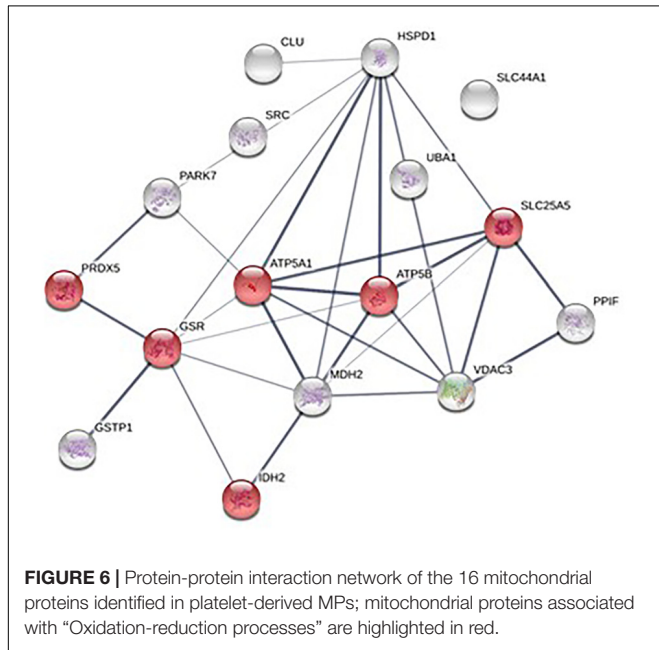 CLU
HSPD1
SLC44A1
SRC
UBA1
PARK7
SLC25A5
PRDX5
ATP5A1
ATP5B
PPIF
GSR
MDH2
VDAC3
GSTP1
IDH2
FIGURE 6 | Protein-protein interaction network of the 16 mitochondrial
proteins identified in platelet-derived MPs; mitochondrial proteins associated
with “Oxidation-reduction processes” are highlighted in red.